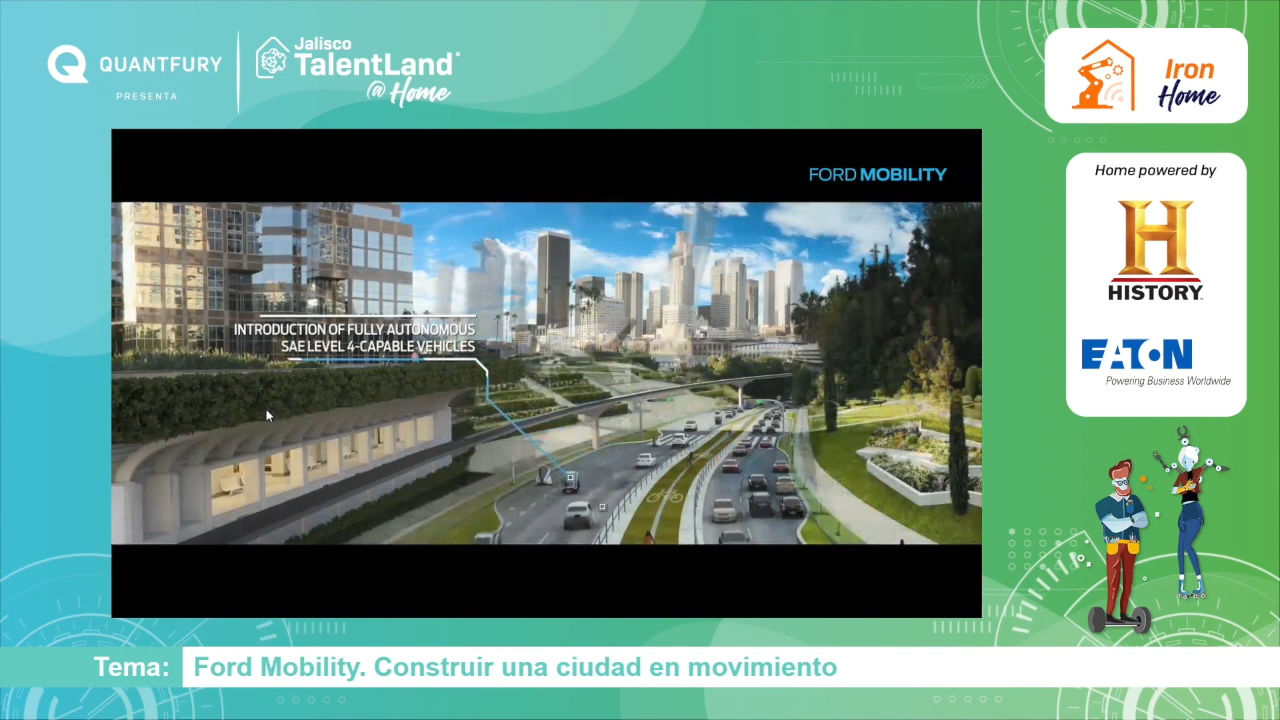 QUANTFURY
PRESENTA
Jalisco
TalentLand
@ Home
Iron
Home
Home powered by
H
HISTORY
EATON
Powering Business Worldwide
FORD MOBILITY
INTRODUCTION OF FULLY AUTONOMOUS
SAE LEVEL 4-CAPABLE VEHICLES
Tema: Ford Mobility. Construir una ciudad en movimiento